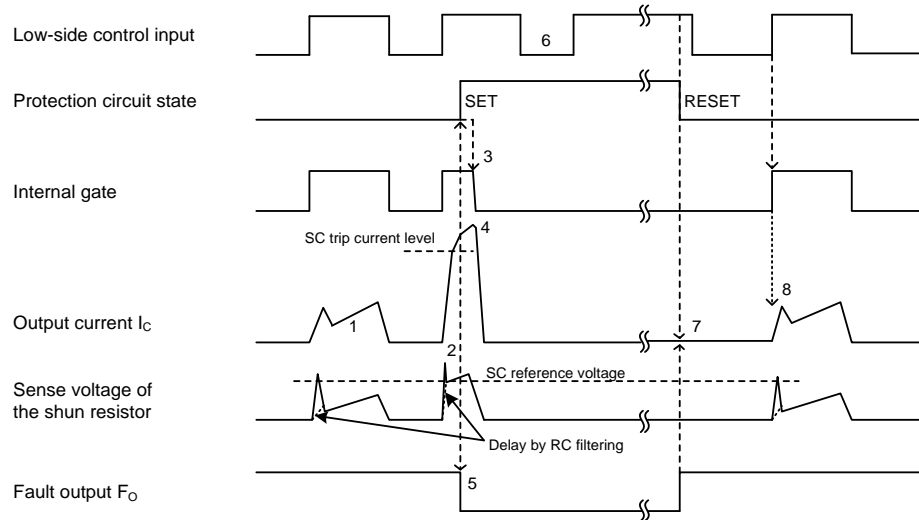 Low-side control input
6
Protection circuit state
SET
RESET
3
Internal gate
SC trip current level
4
Output current IC
1
7
8
2
SC reference voltage
Sense voltage of
the shun resistor
Delay by RC filtering
5
Fault output FO